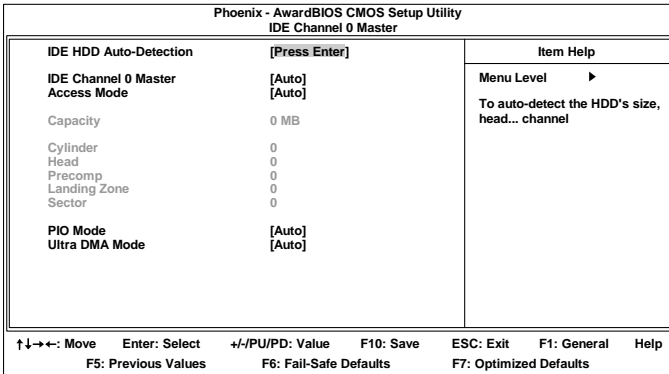 Phoenix - AwardBIOS CMOS Setup Utility
IDE Channel 0 Master
IDE HDD Auto-Detection [Press Enter]
IDE Channel 0 Master [Auto]
Access Mode [Auto]
Capacity 0 MB
Cylinder 0
Head 0
Precomp 0
Landing Zone 0
Sector 0
PIO Mode [Auto]
Ultra DMA Mode [Auto]
Item Help
Menu Level ▶
To auto-detect the HDD's size,
head... channel
↑↓→←: Move Enter: Select +/-/PU/PD: Value F10: Save ESC: Exit F1: General Help
F5: Previous Values F6: Fail-Safe Defaults F7: Optimized Defaults